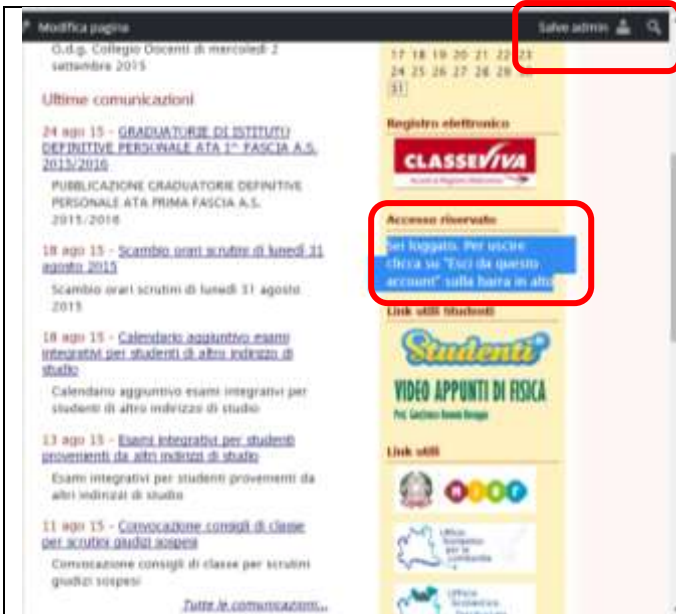 Modifica pagina
Salve admin
O.d.g. Collegio Docenti di mercoledì 2
settembre 2015
Ultime comunicazioni
24 ago 15 - GRADUATORIE DI ISTITUTO
DEFINITIVE PERSONALE ATA 1^ FASCIA A.S.
2015/2016
PUBBLICAZIONE GRADUATORIE DEFINITIVE
PERSONALE ATA PRIMA FASCIA A.S.
2015/2016
18 ago 15 - Scambio orari scrutini di lunedì 31
agosto 2015
Scambio orari scrutini di lunedì 31 agosto
2015
18 ago 15 - Calendario aggiuntivo esami
integrativi per studenti di altro indirizzo di
studio
Calendario aggiuntivo esami integrativi per
studenti di altro indirizzo di studio
13 ago 15 - Esami integrativi per studenti
provenienti da altri indirizzi di studio
Esami integrativi per studenti provenienti da
altri indirizzi di studio
11 ago 15 - Convocazione consigli di classe
per scrutini giudizi sospesi
Convocazione consigli di classe per scrutini
giudizi sospesi
Tutte le comunicazioni...
17 18 19 20 21 22 23
24 25 26 27 28 29 30
31
Registro elettronico
CLASSEVIVA
Accesso riservato
Sei loggato. Per uscire
clicca su "Esci da questo
account" sulla barra in alto
Link utili Studenti
Studenti
VIDEO APPUNTI DI FISICA
Link utili
Ufficio
Scolastico
per la
Lombardia
Ufficio
Scolastico